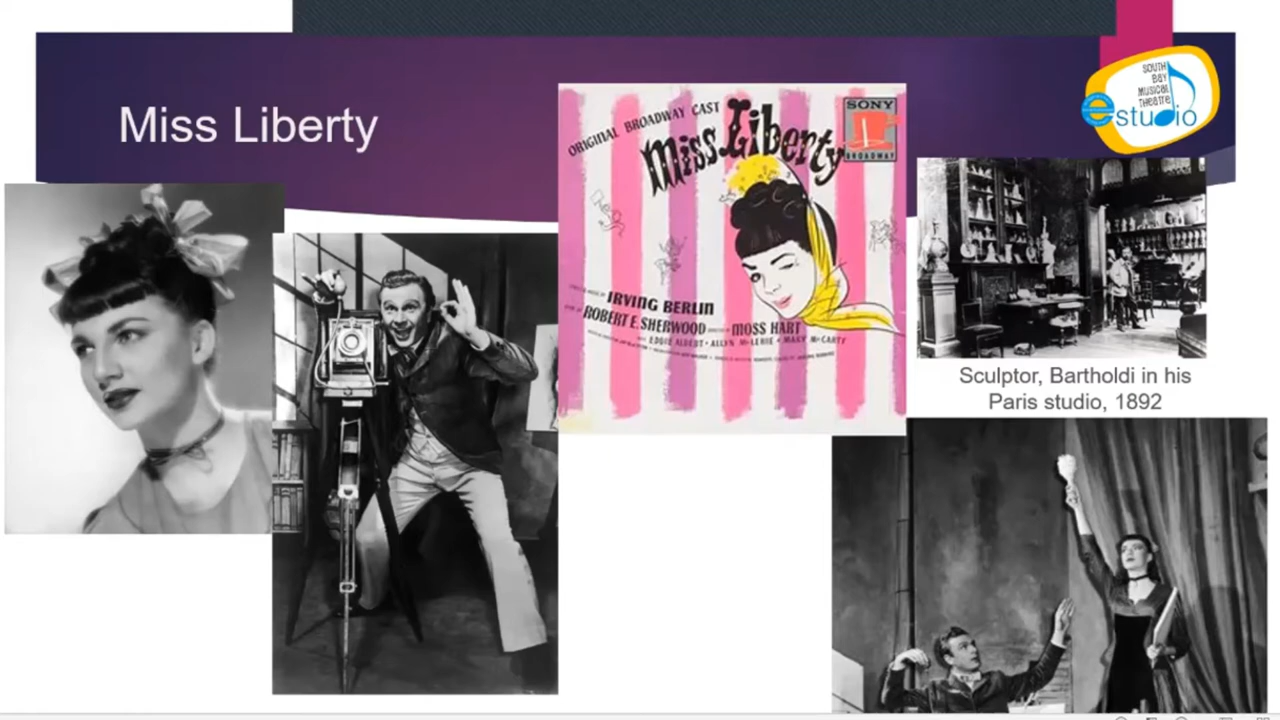 Miss Liberty
SOUTH
BAY
MUSICAL
THEATRE
estudio
ORIGINAL BROADWAY CAST
Miss Liberty
SONY
BROADWAY
IRVING BERLIN
ROBERT E. SHERWOOD
MOSS HART
EDDIE ALBERT • ALLYN McLERIE • MARY McCARTY
Sculptor, Bartholdi in his
Paris studio, 1892